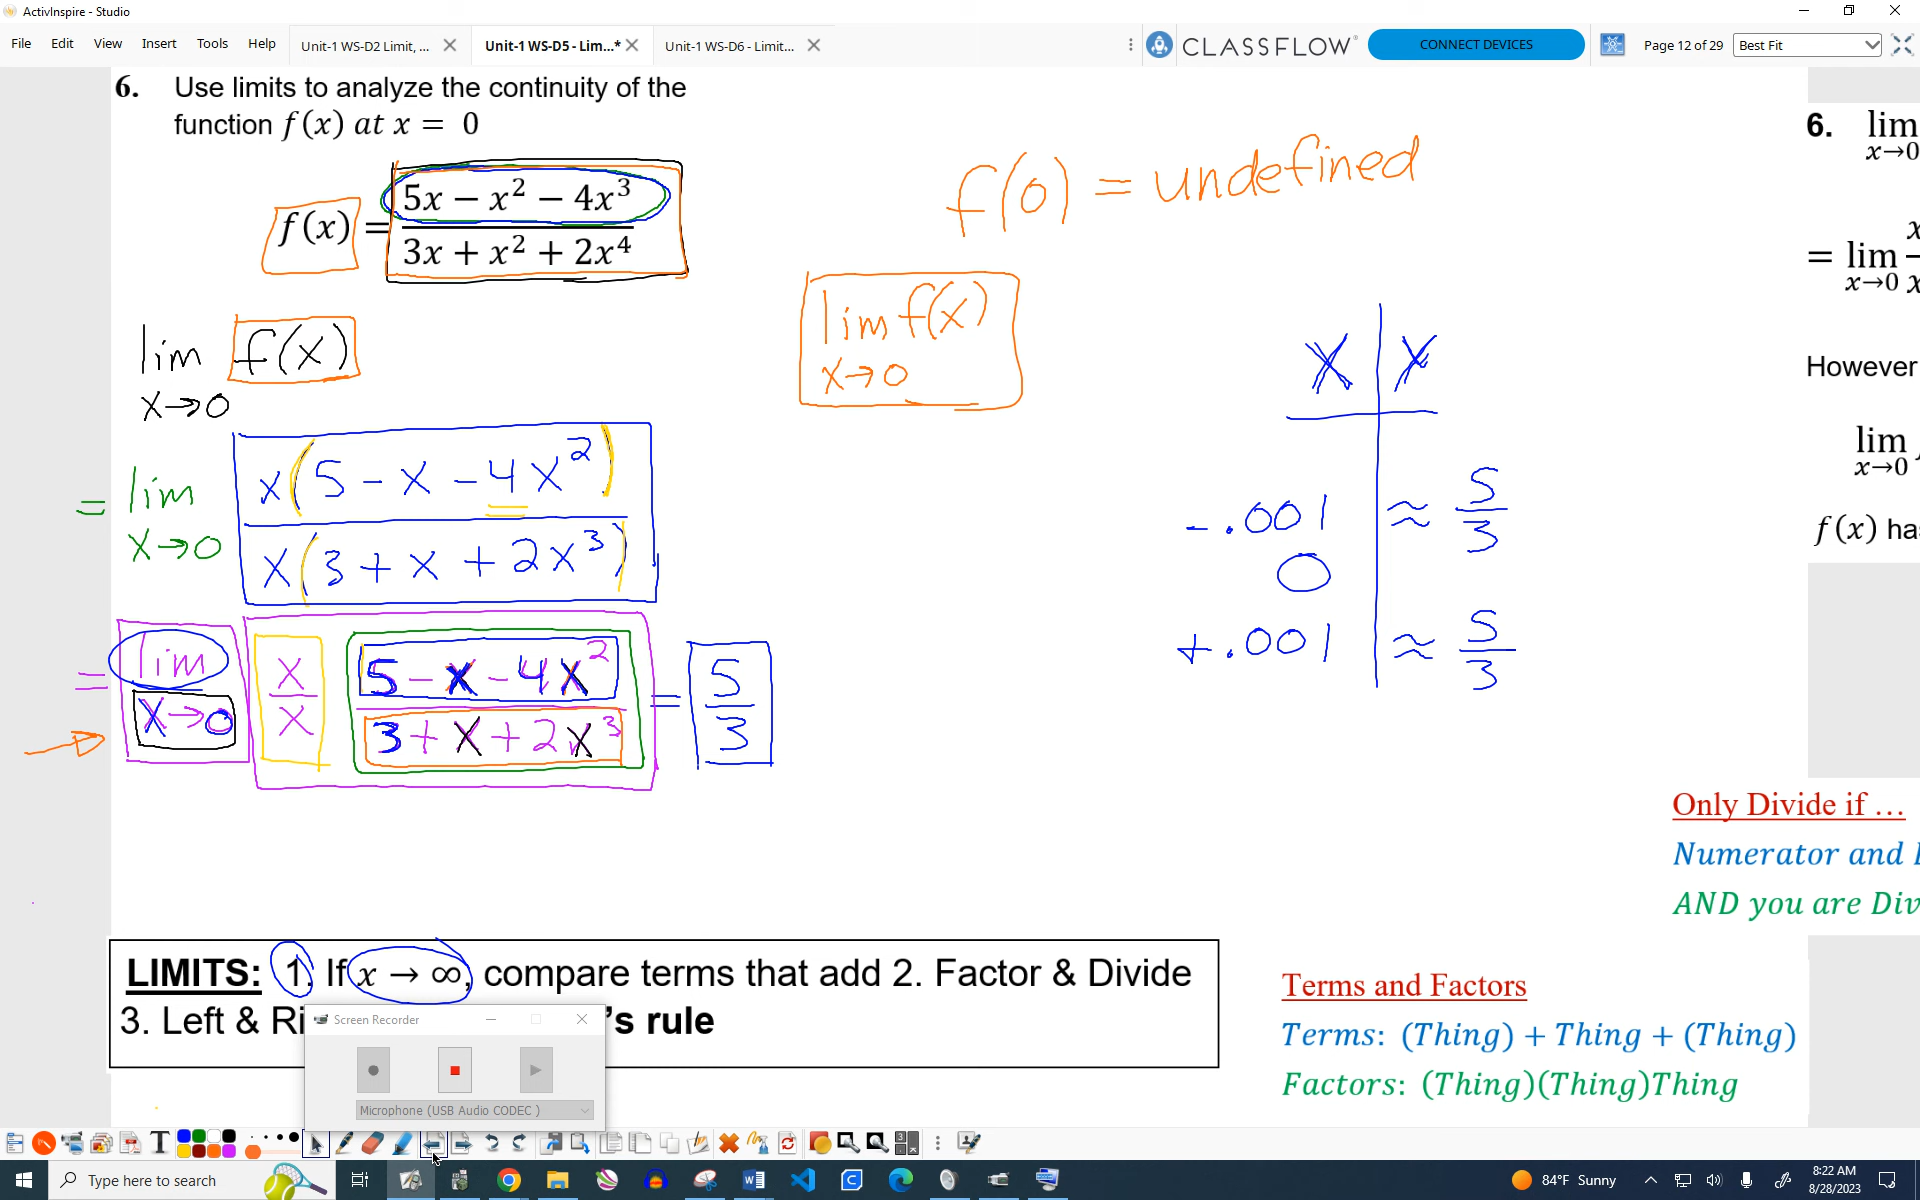 ActivInspire - Studio
File Edit View Insert Tools Help
Unit-1 WS-D2 Limit, ...
Unit-1 WS-D5 - Lim...*
Unit-1 WS-D6 - Limit...
CLASSFLOW
CONNECT DEVICES
Page 12 of 29
Best Fit
6. Use limits to analyze the continuity of the
function f(x) at x = 0
f(x) = (5x − x² − 4x³)/(3x + x² + 2x⁴)
f(0) = undefined
lim f(x)
x→0
lim f(x)
x→0
= lim x(5 - x - 4x²)/x(3 + x + 2x³)
x→0
= lim x/x (5 - x - 4x²)/(3 + x + 2x³) = 5/3
x→0
x
-.001 ≈ 5/3
0
+.001 ≈ 5/3
6. lim
x→0
= lim x/x
x→0
However
lim
x→0
f(x) ha
Only Divide if …
Numerator and
AND you are Div
LIMITS: 1. If x → ∞, compare terms that add 2. Factor & Divide
3. Left & Ri
's rule
Terms and Factors
Terms: (Thing) + Thing + (Thing)
Factors: (Thing)(Thing)Thing
Screen Recorder
Microphone (USB Audio CODEC )
Type here to search
84°F Sunny
8:22 AM
8/28/2023